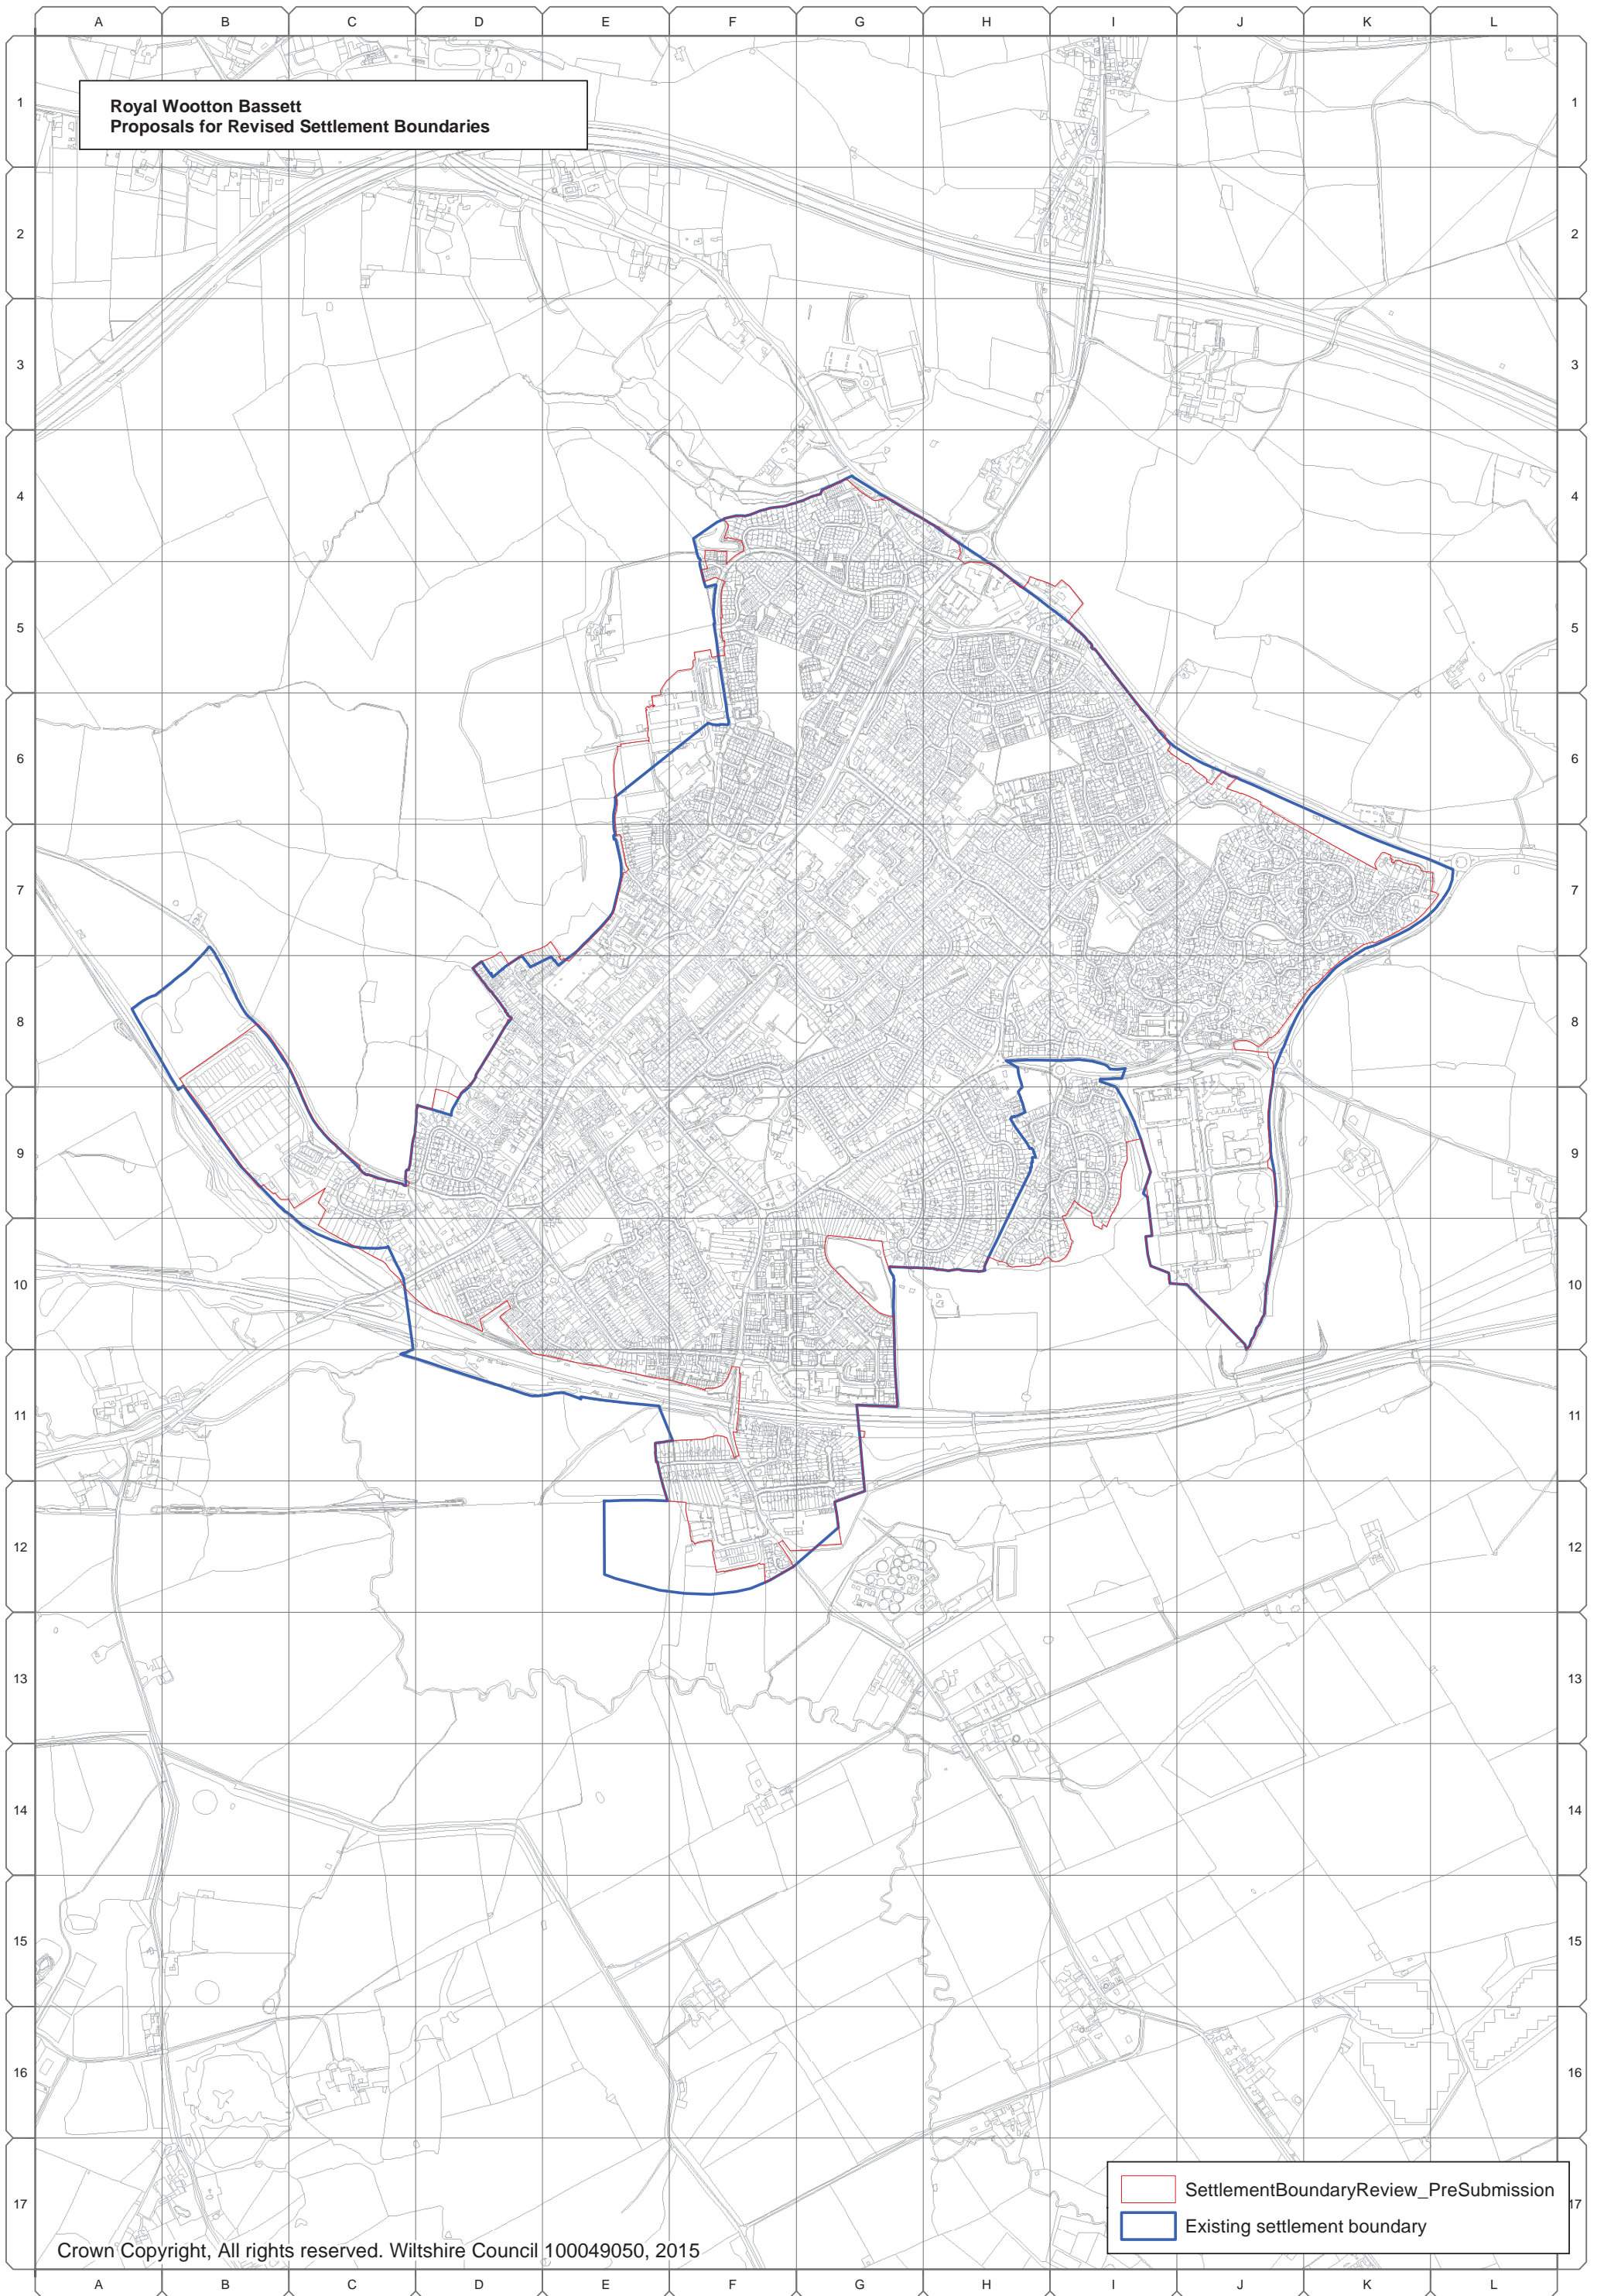 A B C D E F G H I J K L
Royal Wootton Bassett
Proposals for Revised Settlement Boundaries
1 1
2 2
3 3
4 4
5 5
6 6
7 7
8 8
9 9
10 10
11 11
12 12
13 13
14 14
15 15
16 16
17 17
SettlementBoundaryReview_PreSubmission
Existing settlement boundary
Crown Copyright, All rights reserved. Wiltshire Council 100049050, 2015
A B C D E F G H I J K L